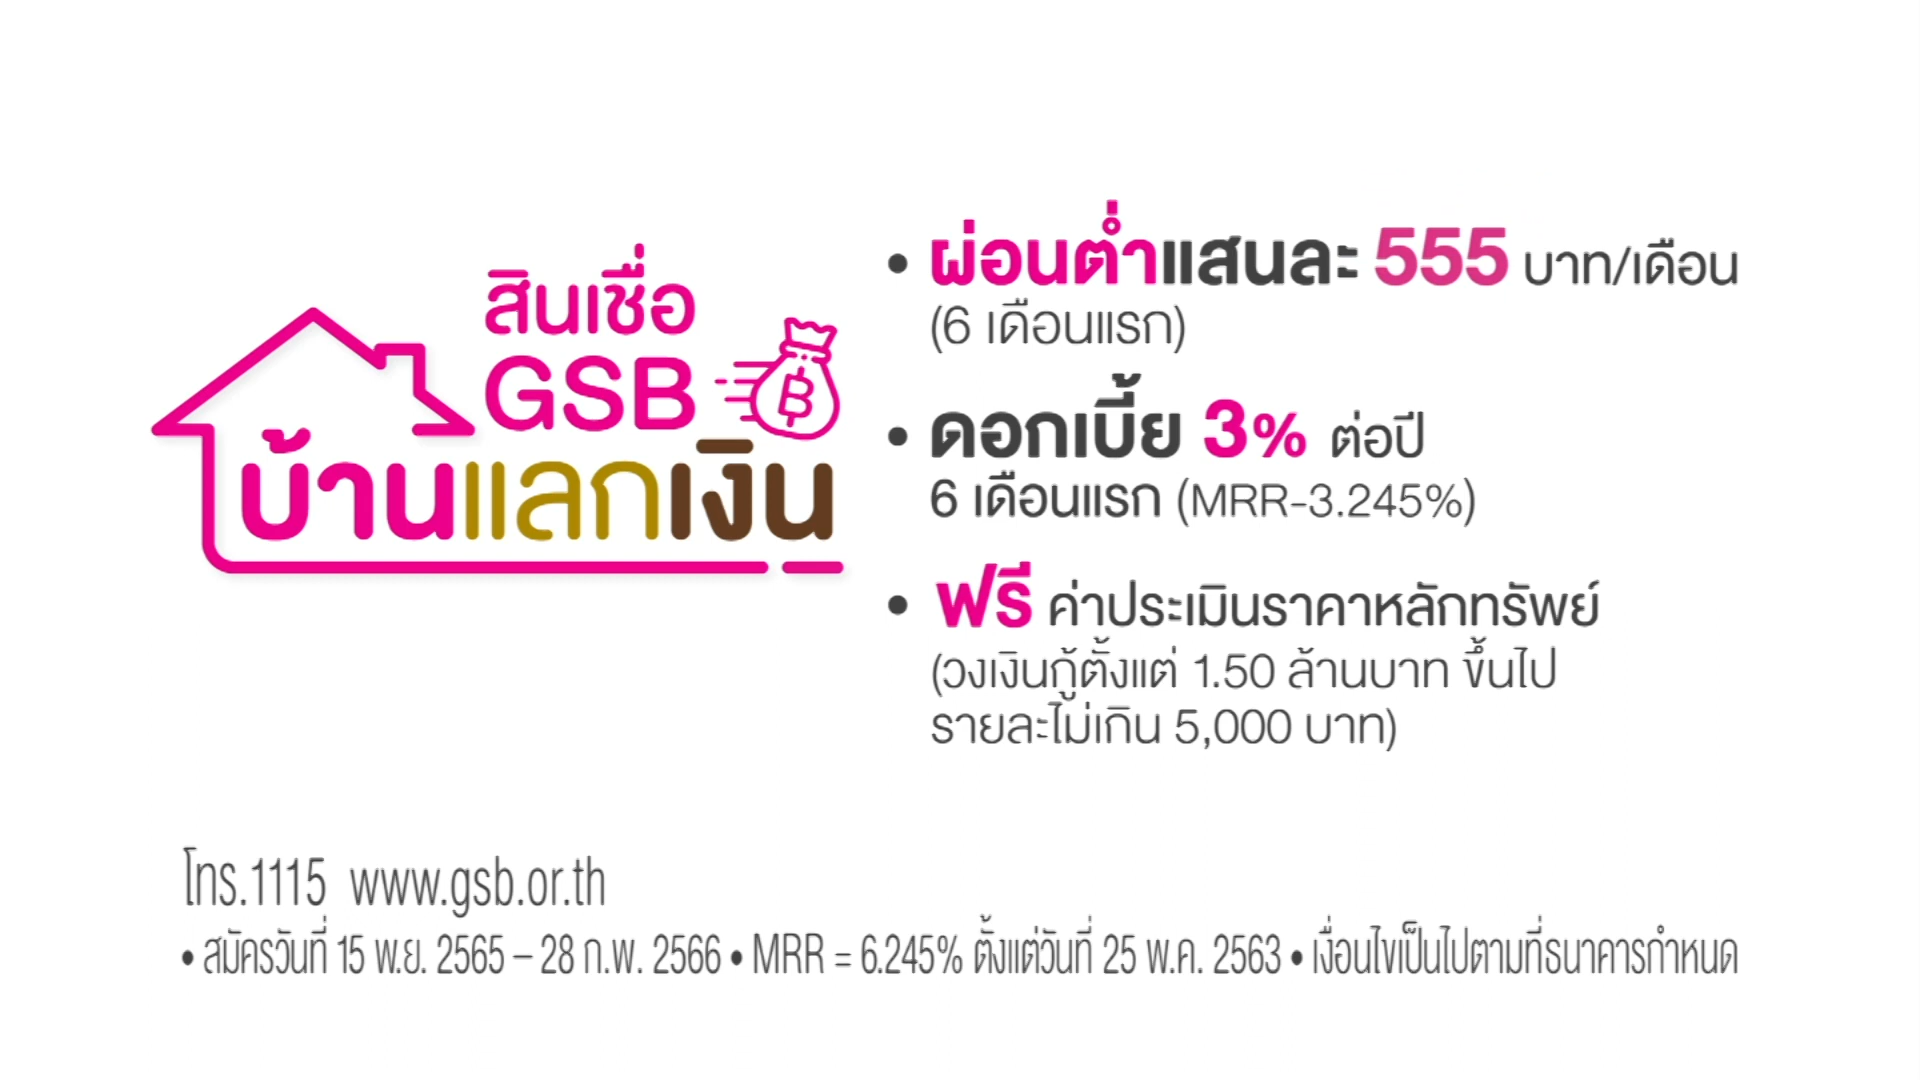 สินเชื่อ
GSB
บ้านแลกเงิน
• ผ่อนต่ำแสนละ 555 บาท/เดือน
(6 เดือนแรก)
• ดอกเบี้ย 3% ต่อปี
6 เดือนแรก (MRR-3.245%)
• ฟรี ค่าประเมินราคาหลักทรัพย์
(วงเงินกู้ตั้งแต่ 1.50 ล้านบาท ขึ้นไป
รายละไม่เกิน 5,000 บาท)
โทร.1115 www.gsb.or.th
• สมัครวันที่ 15 พ.ย. 2565 – 28 ก.พ. 2566 • MRR = 6.245% ตั้งแต่วันที่ 25 พ.ค. 2563 • เงื่อนไขเป็นไปตามที่ธนาคารกำหนด